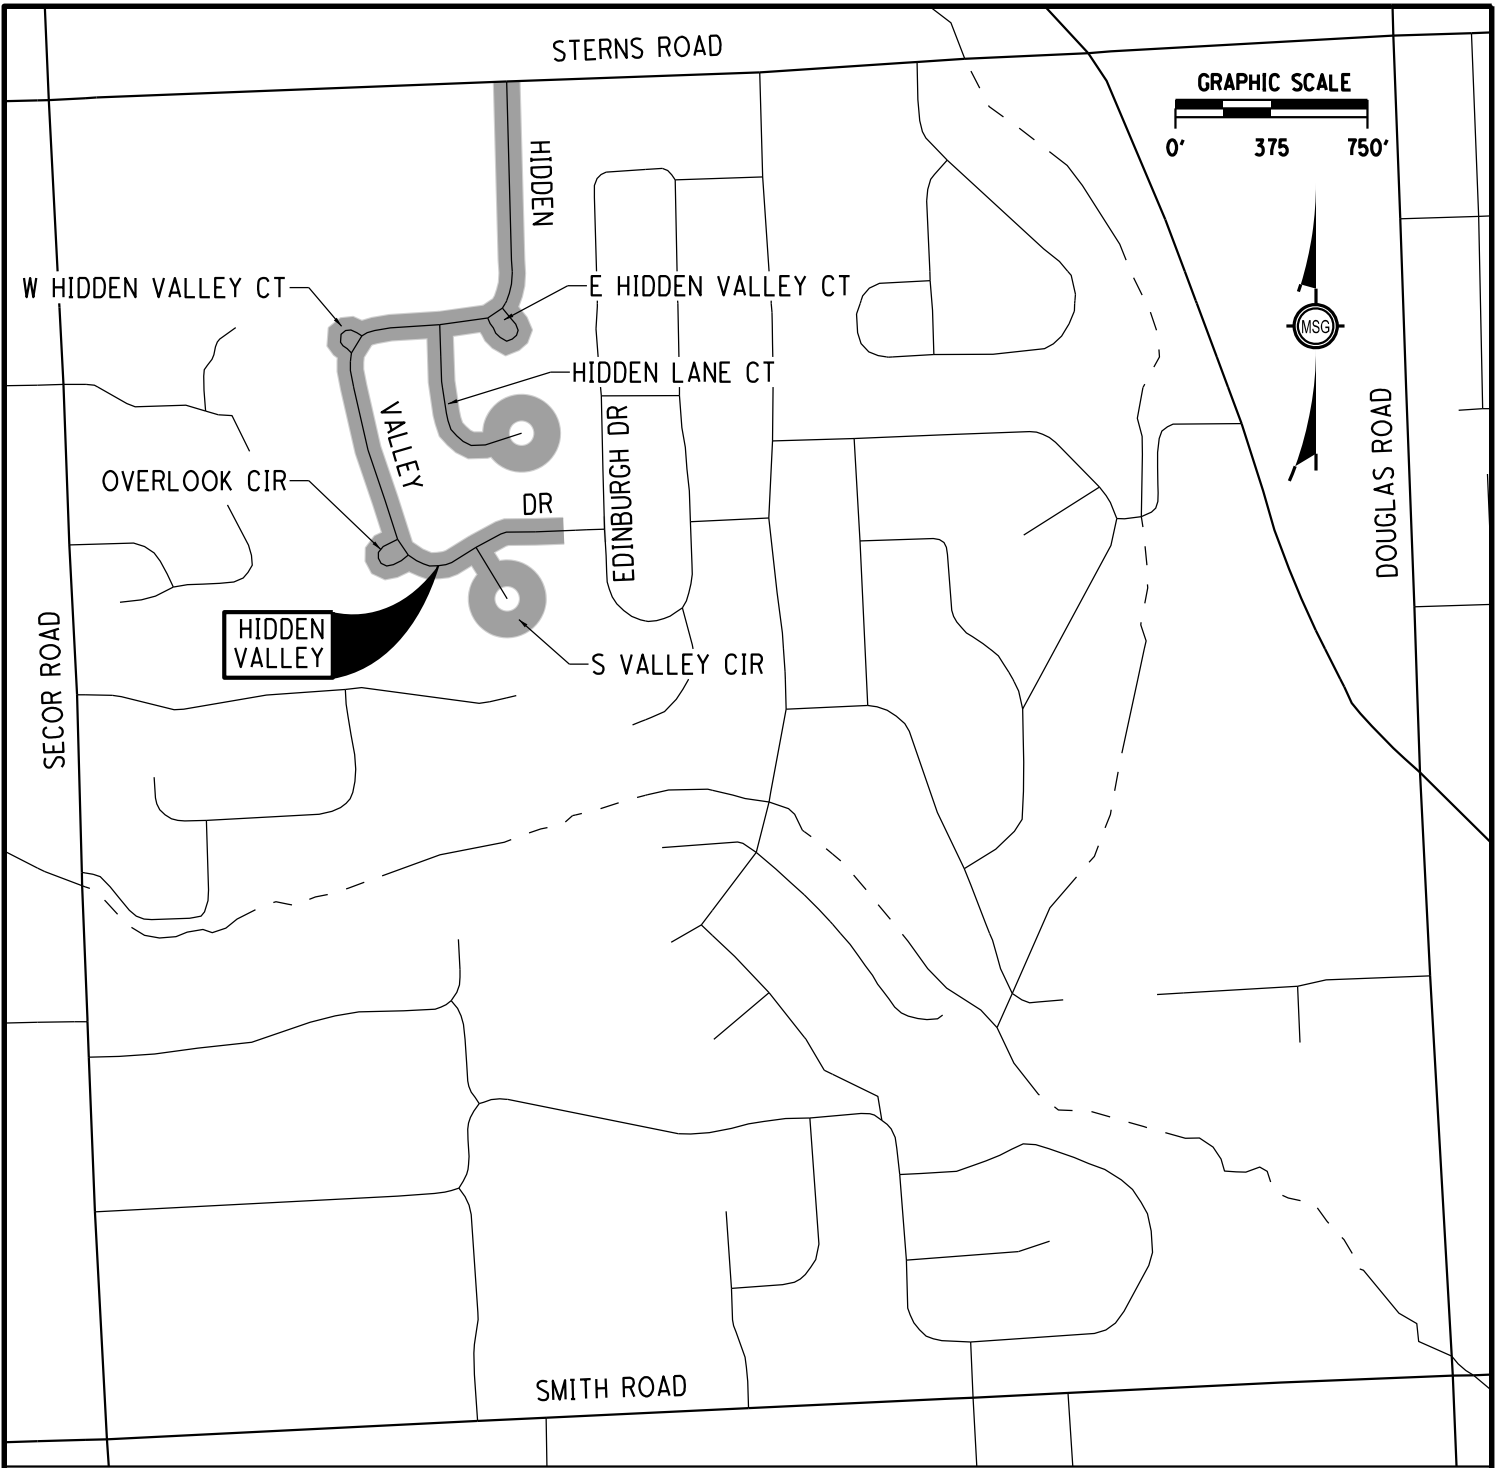 STERNS ROAD
GRAPHIC SCALE
0' 375 750'
HIDDEN
W HIDDEN VALLEY CT
E HIDDEN VALLEY CT
MSG
HIDDEN LANE CT
VALLEY
EDINBURGH DR
DOUGLAS ROAD
OVERLOOK CIR
DR
HIDDEN
VALLEY
S VALLEY CIR
SECOR ROAD
SMITH ROAD